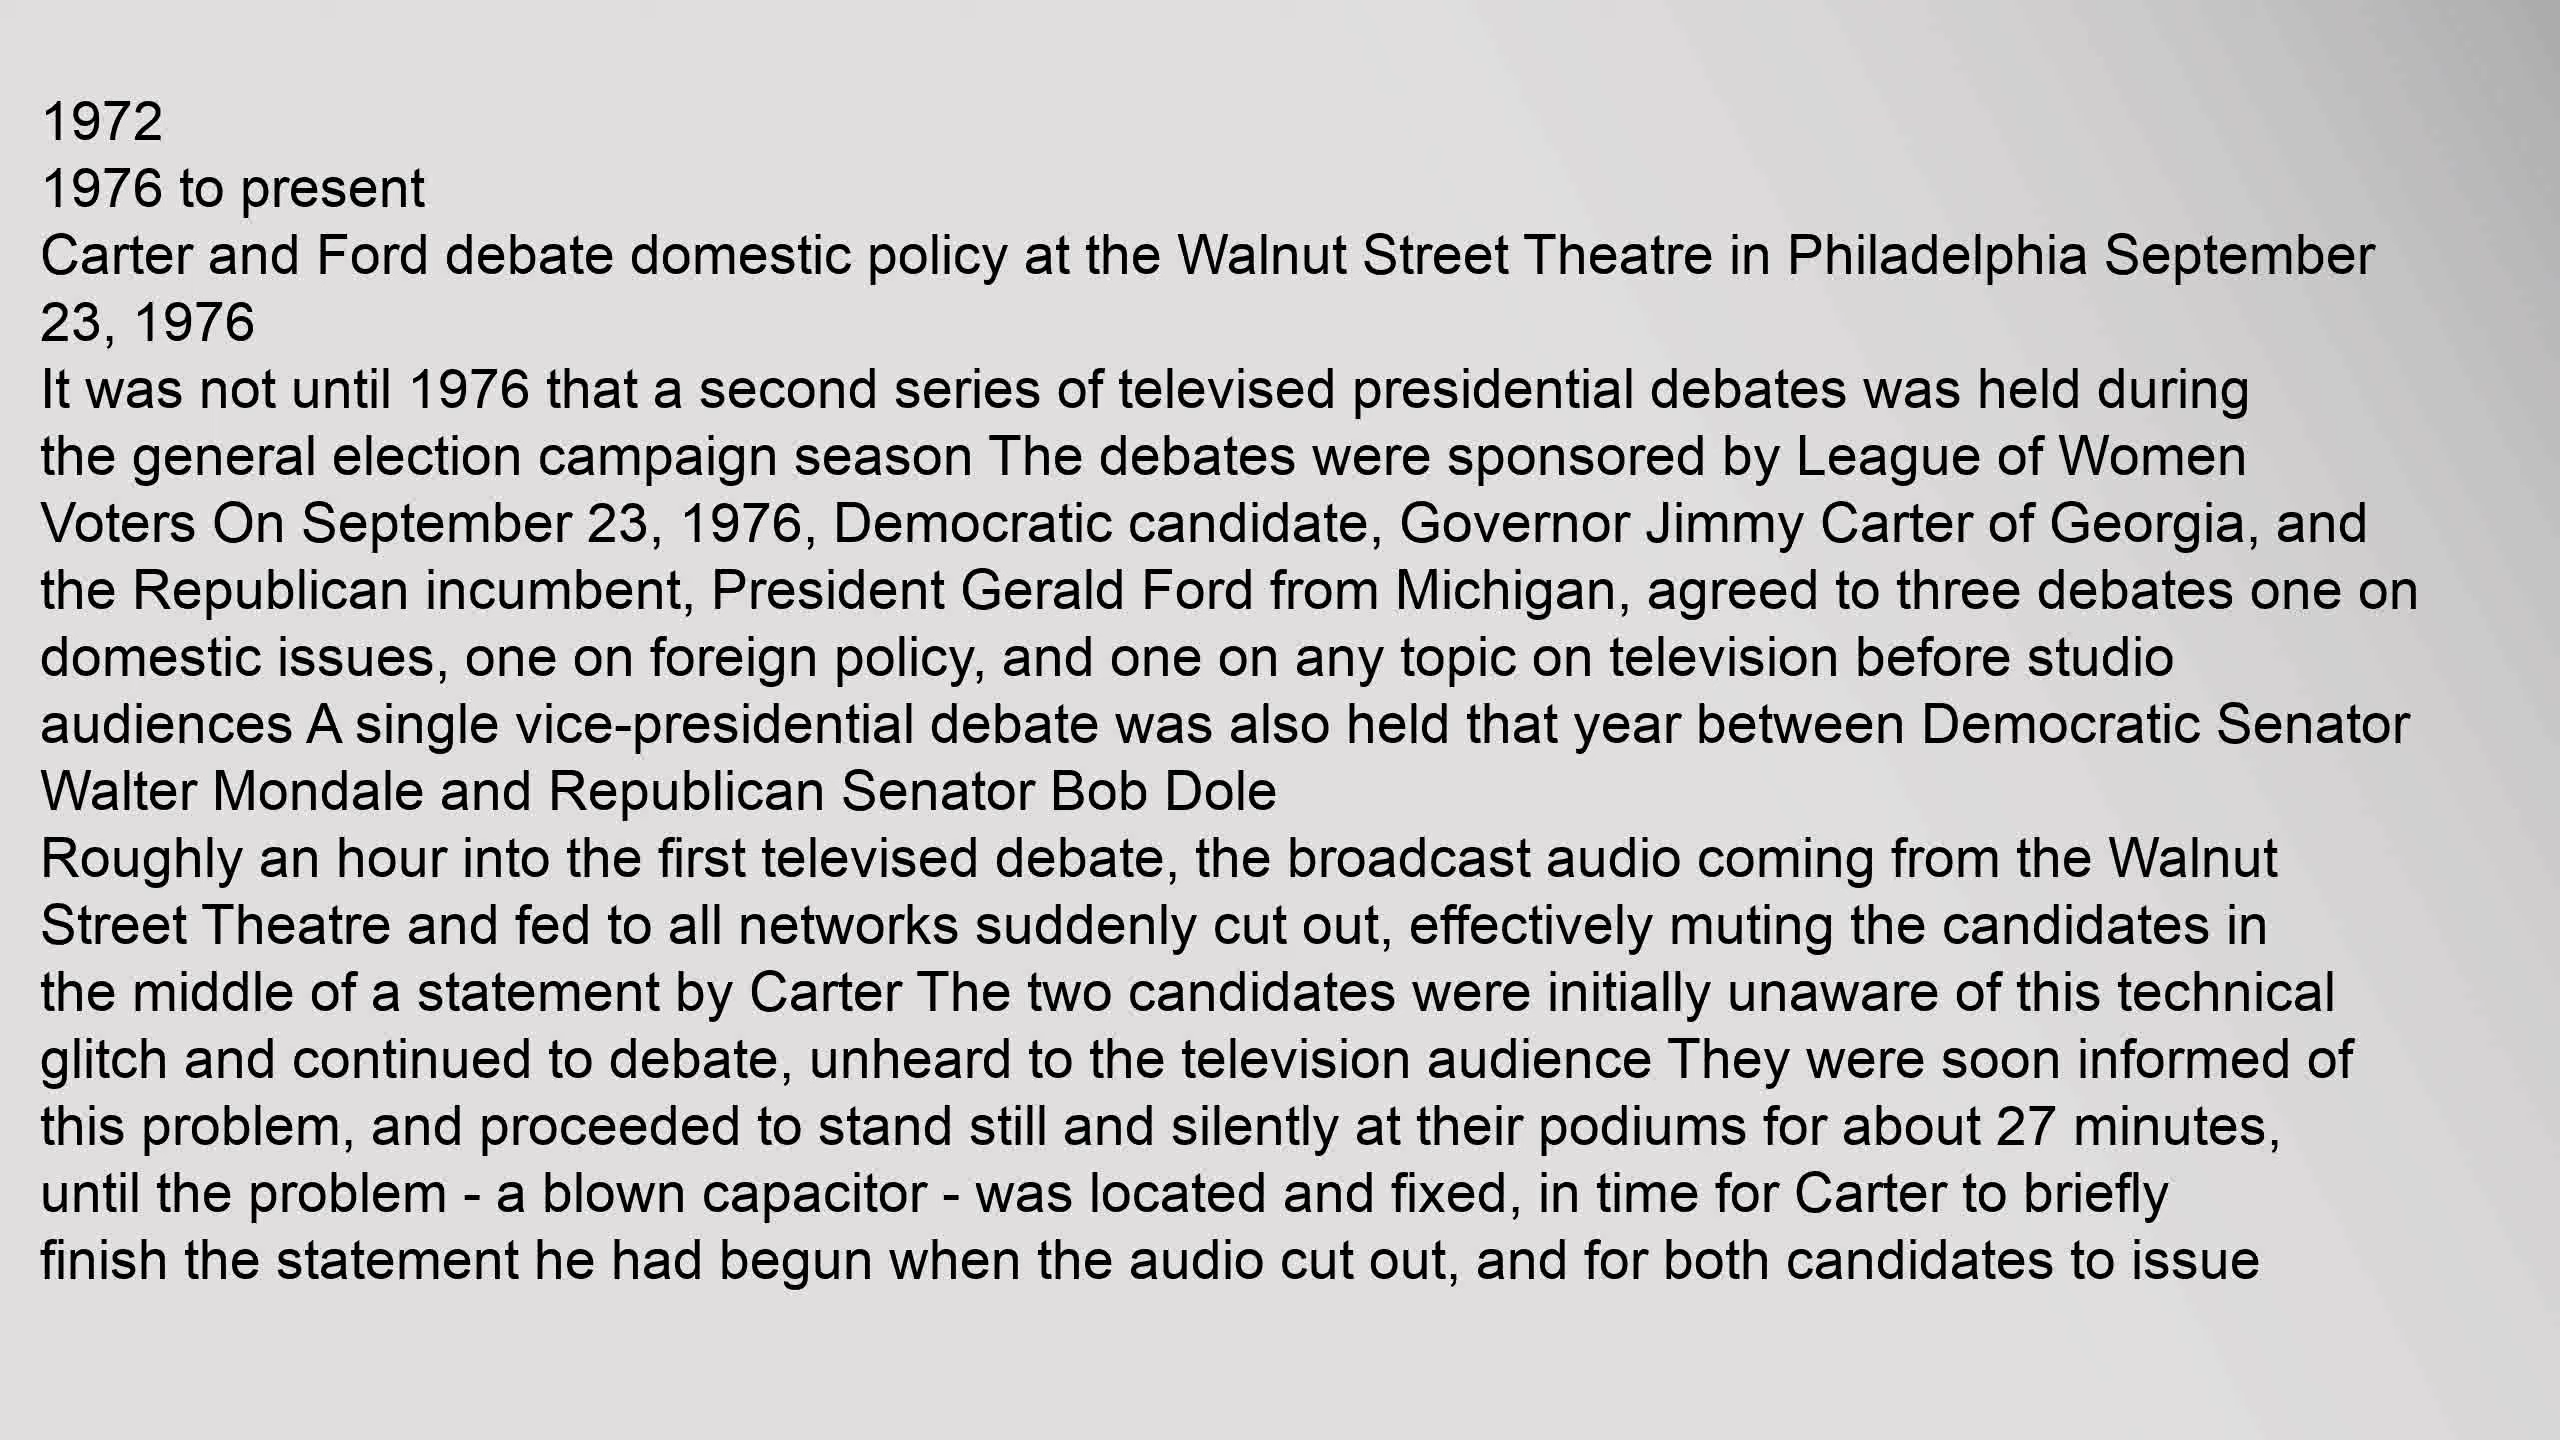 1972
1976 to present
Carter and Ford debate domestic policy at the Walnut Street Theatre in Philadelphia September
23, 1976
It was not until 1976 that a second series of televised presidential debates was held during
the general election campaign season The debates were sponsored by League of Women
Voters On September 23, 1976, Democratic candidate, Governor Jimmy Carter of Georgia, and
the Republican incumbent, President Gerald Ford from Michigan, agreed to three debates one on
domestic issues, one on foreign policy, and one on any topic on television before studio
audiences A single vice-presidential debate was also held that year between Democratic Senator
Walter Mondale and Republican Senator Bob Dole
Roughly an hour into the first televised debate, the broadcast audio coming from the Walnut
Street Theatre and fed to all networks suddenly cut out, effectively muting the candidates in
the middle of a statement by Carter The two candidates were initially unaware of this technical
glitch and continued to debate, unheard to the television audience They were soon informed of
this problem, and proceeded to stand still and silently at their podiums for about 27 minutes,
until the problem - a blown capacitor - was located and fixed, in time for Carter to briefly
finish the statement he had begun when the audio cut out, and for both candidates to issue